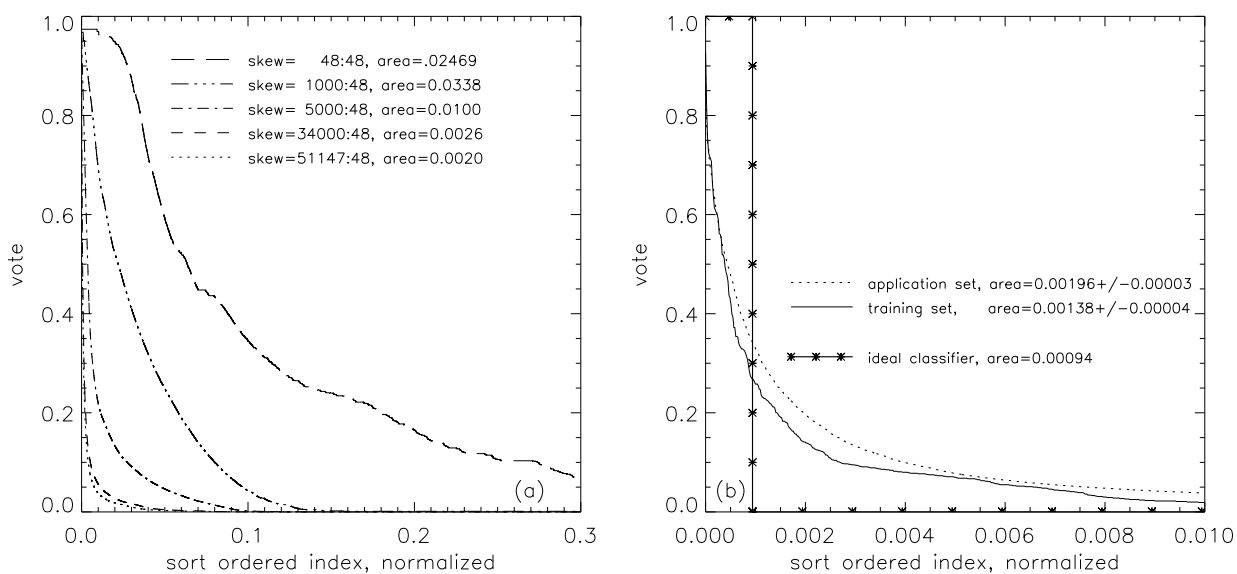 1.0
0.8
0.6
0.4
0.2
0.0
vote
skew= 48:48, area=.02469
skew= 1000:48, area=0.0338
skew= 5000:48, area=0.0100
skew=34000:48, area=0.0026
skew=51147:48, area=0.0020
(a)
0.0 0.1 0.2 0.3
sort ordered index, normalized
1.0
0.8
0.6
0.4
0.2
0.0
vote
application set, area=0.00196+/-0.00003
training set, area=0.00138+/-0.00004
ideal classifier, area=0.00094
(b)
0.000 0.002 0.004 0.006 0.008 0.010
sort ordered index, normalized